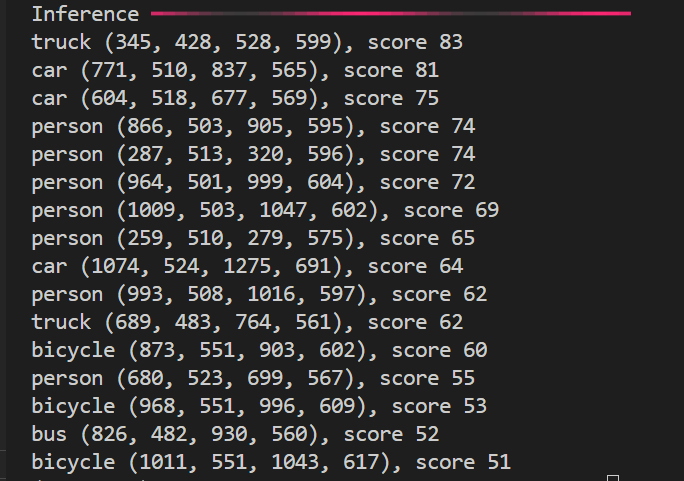 Inference
truck (345, 428, 528, 599), score 83
car (771, 510, 837, 565), score 81
car (604, 518, 677, 569), score 75
person (866, 503, 905, 595), score 74
person (287, 513, 320, 596), score 74
person (964, 501, 999, 604), score 72
person (1009, 503, 1047, 602), score 69
person (259, 510, 279, 575), score 65
car (1074, 524, 1275, 691), score 64
person (993, 508, 1016, 597), score 62
truck (689, 483, 764, 561), score 62
bicycle (873, 551, 903, 602), score 60
person (680, 523, 699, 567), score 55
bicycle (968, 551, 996, 609), score 53
bus (826, 482, 930, 560), score 52
bicycle (1011, 551, 1043, 617), score 51